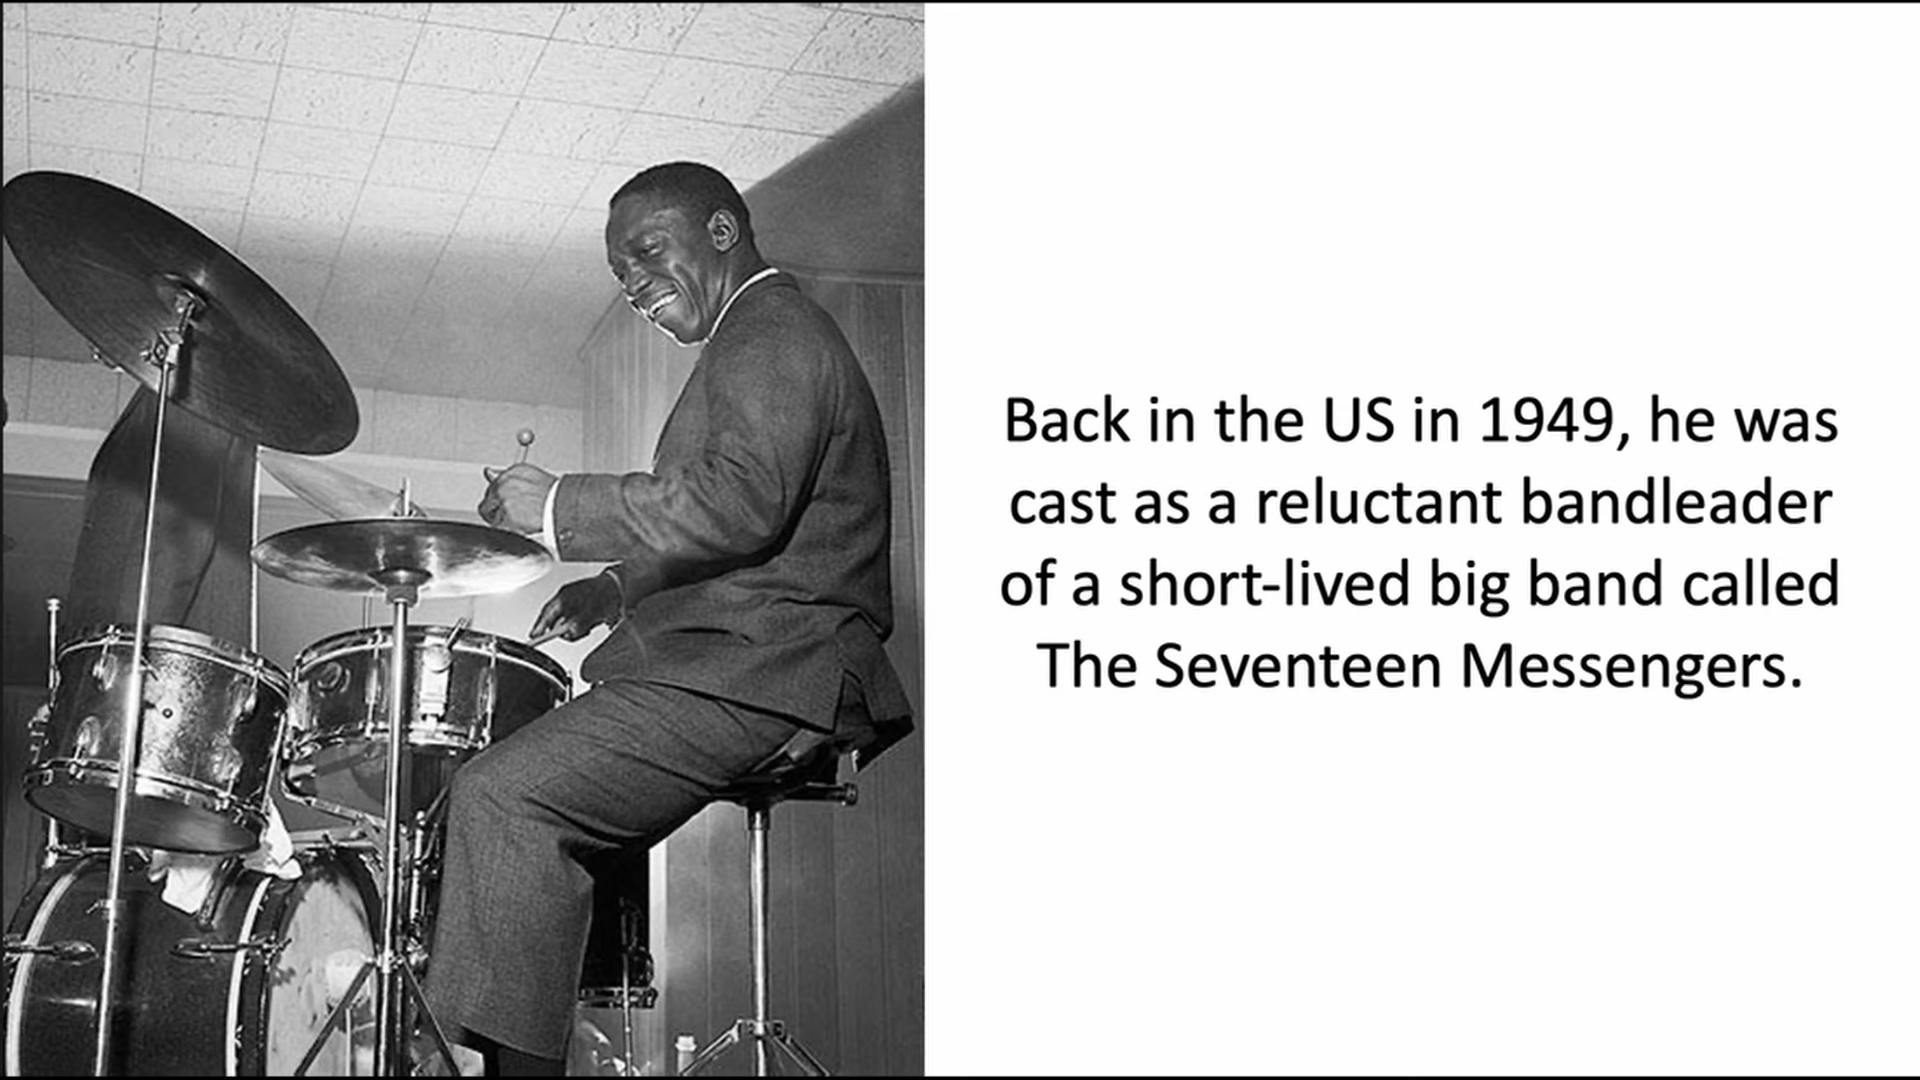 Back in the US in 1949, he was
cast as a reluctant bandleader
of a short-lived big band called
The Seventeen Messengers.